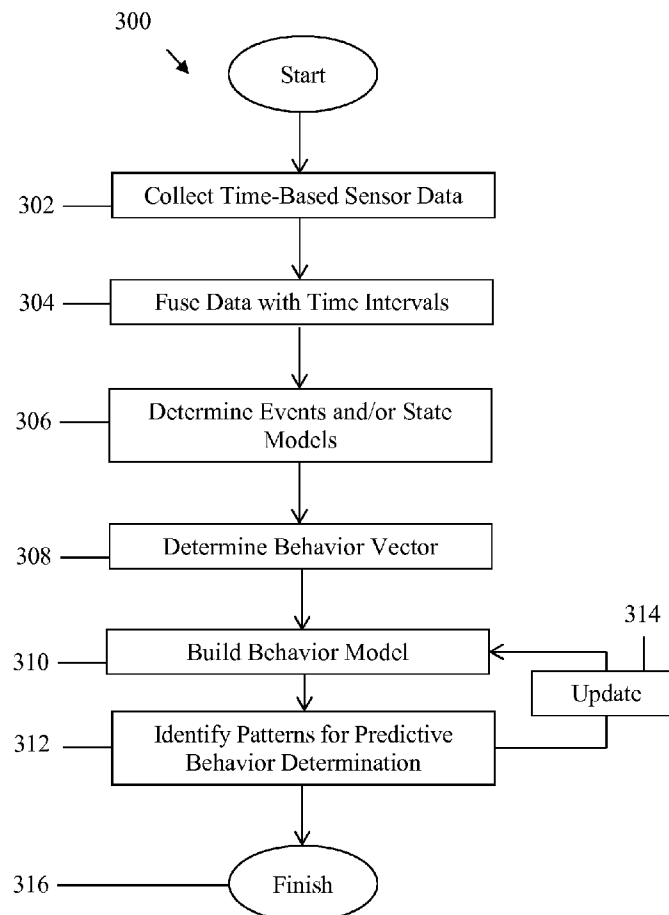 300
Start
302
Collect Time-Based Sensor Data
304
Fuse Data with Time Intervals
306
Determine Events and/or State
Models
308
Determine Behavior Vector
314
310
Build Behavior Model
Update
312
Identify Patterns for Predictive
Behavior Determination
316
Finish